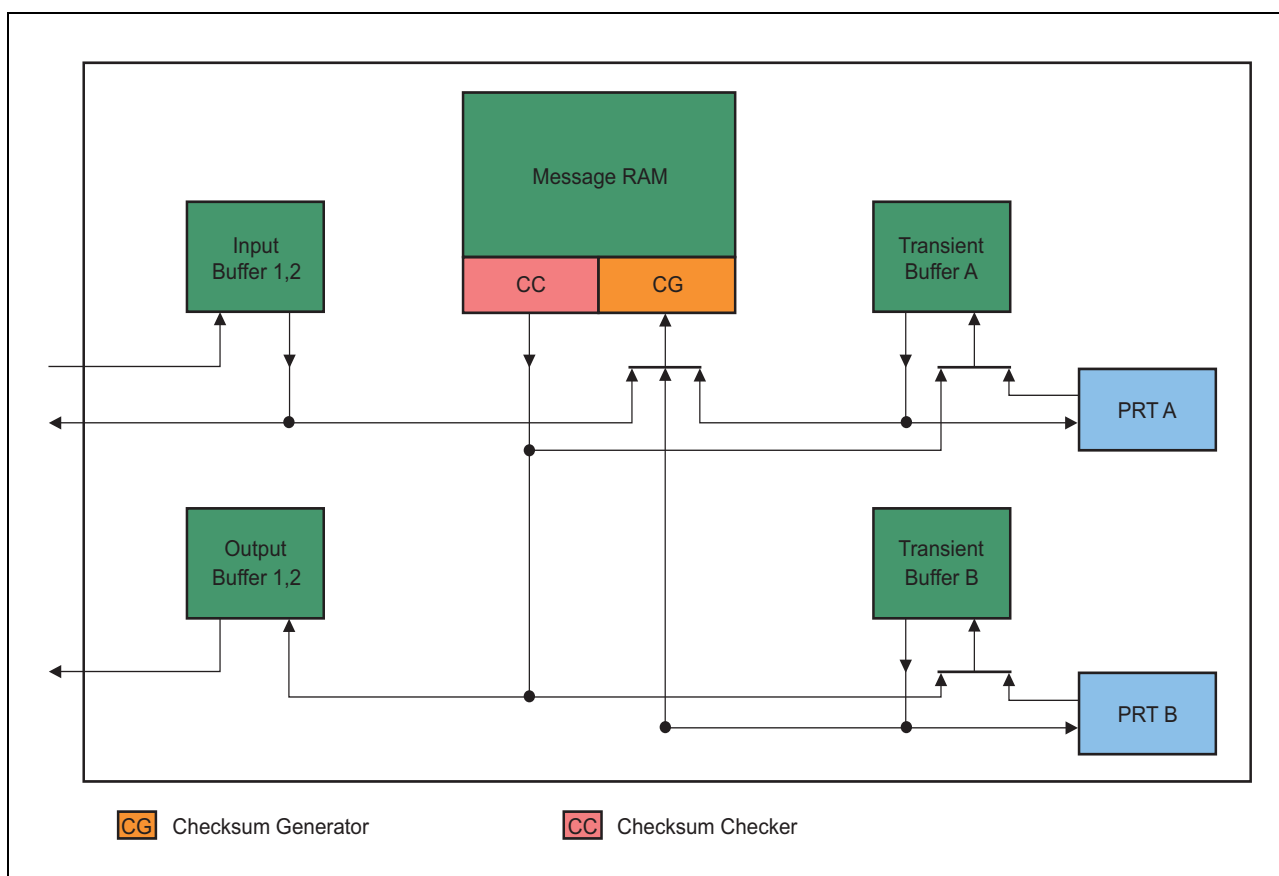 Message RAM
CC
CG
Input
Buffer 1,2
Transient
Buffer A
PRT A
Output
Buffer 1,2
Transient
Buffer B
PRT B
CG Checksum Generator
CC Checksum Checker